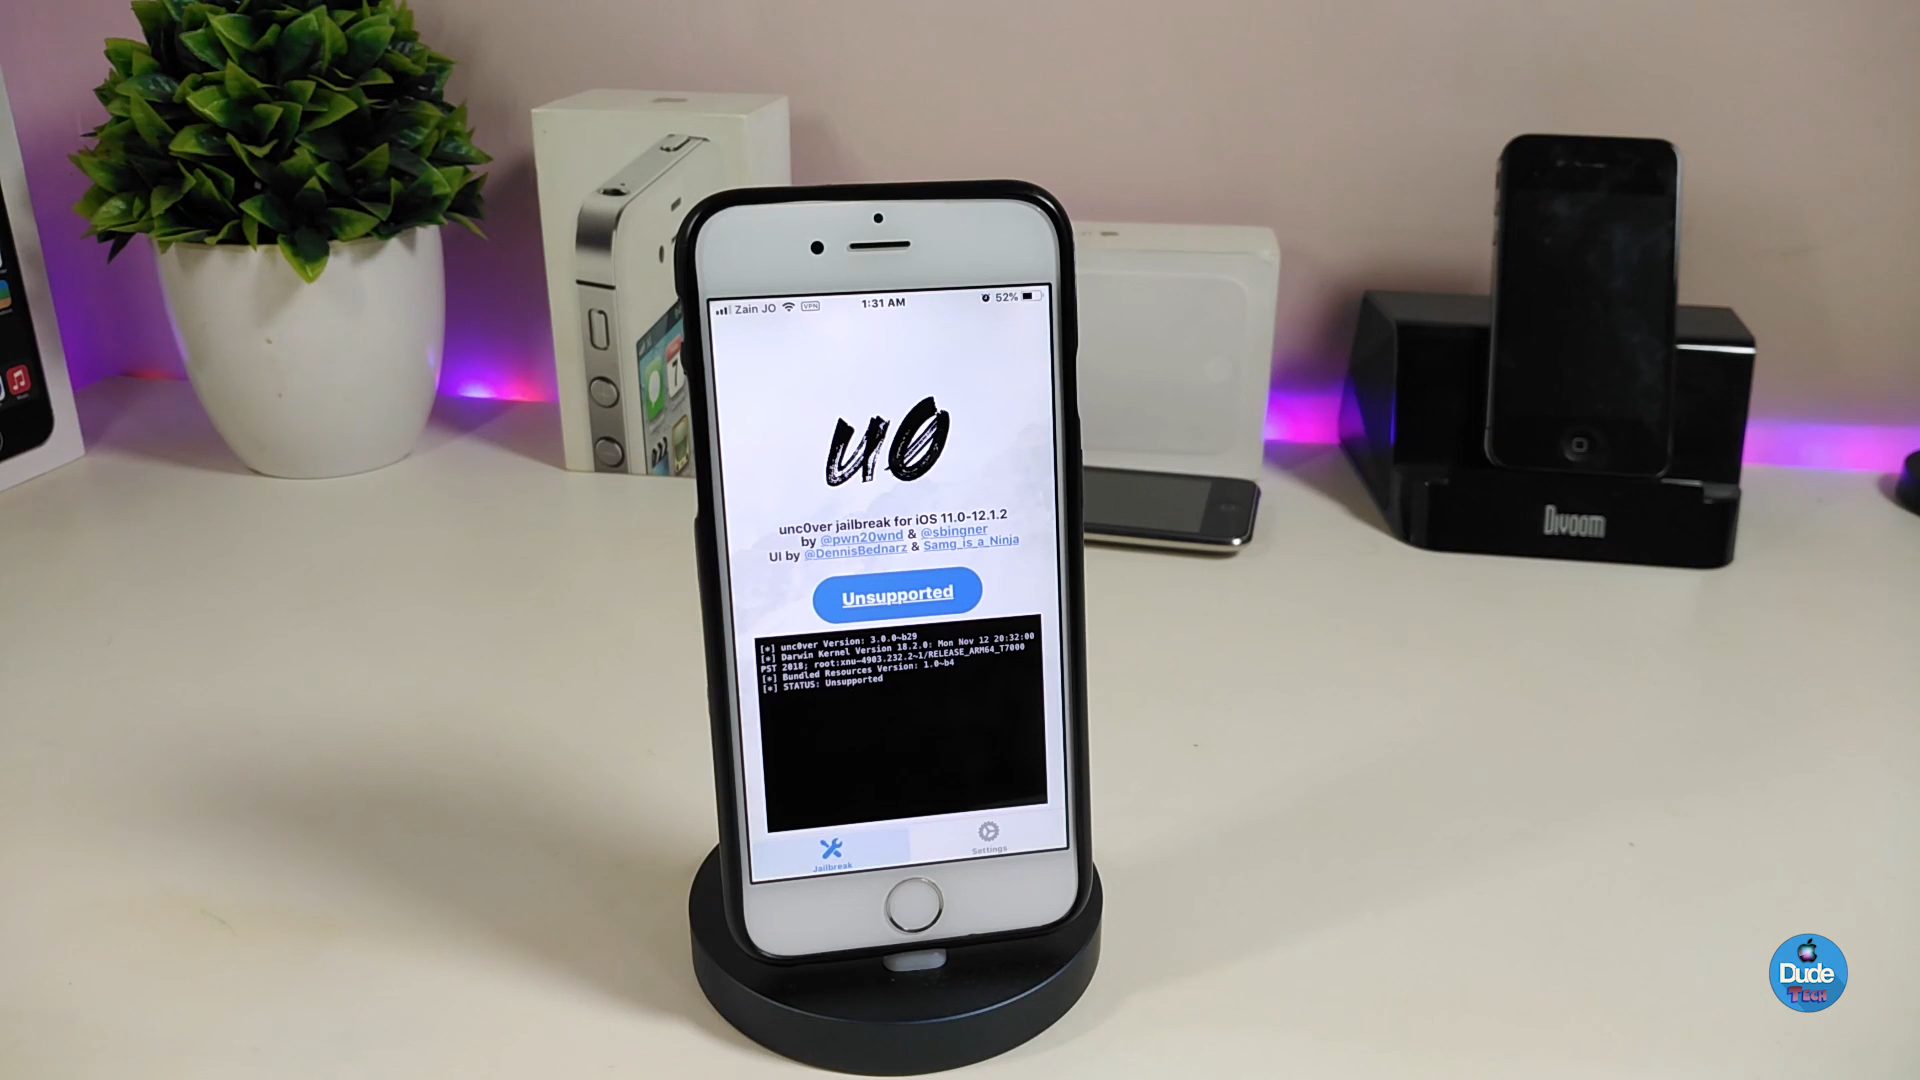 Zain JO VPN 1:31 AM 52%
u0
unc0ver jailbreak for iOS 11.0-12.1.2
by @pwn20wnd & @sbingner
UI by @DennisBednarz & Samg_is_a_Ninja
Unsupported
[*] unc0ver Version: 3.0.0~b29
[*] Darwin Kernel Version 18.2.0: Mon Nov 12 20:32:00
PST 2018; root:xnu-4903.232.2~1/RELEASE_ARM64_T7000
[*] Bundled Resources Version: 1.0~b4
[*] STATUS: Unsupported
Jailbreak Settings
7
Divoom
Dude
Tech